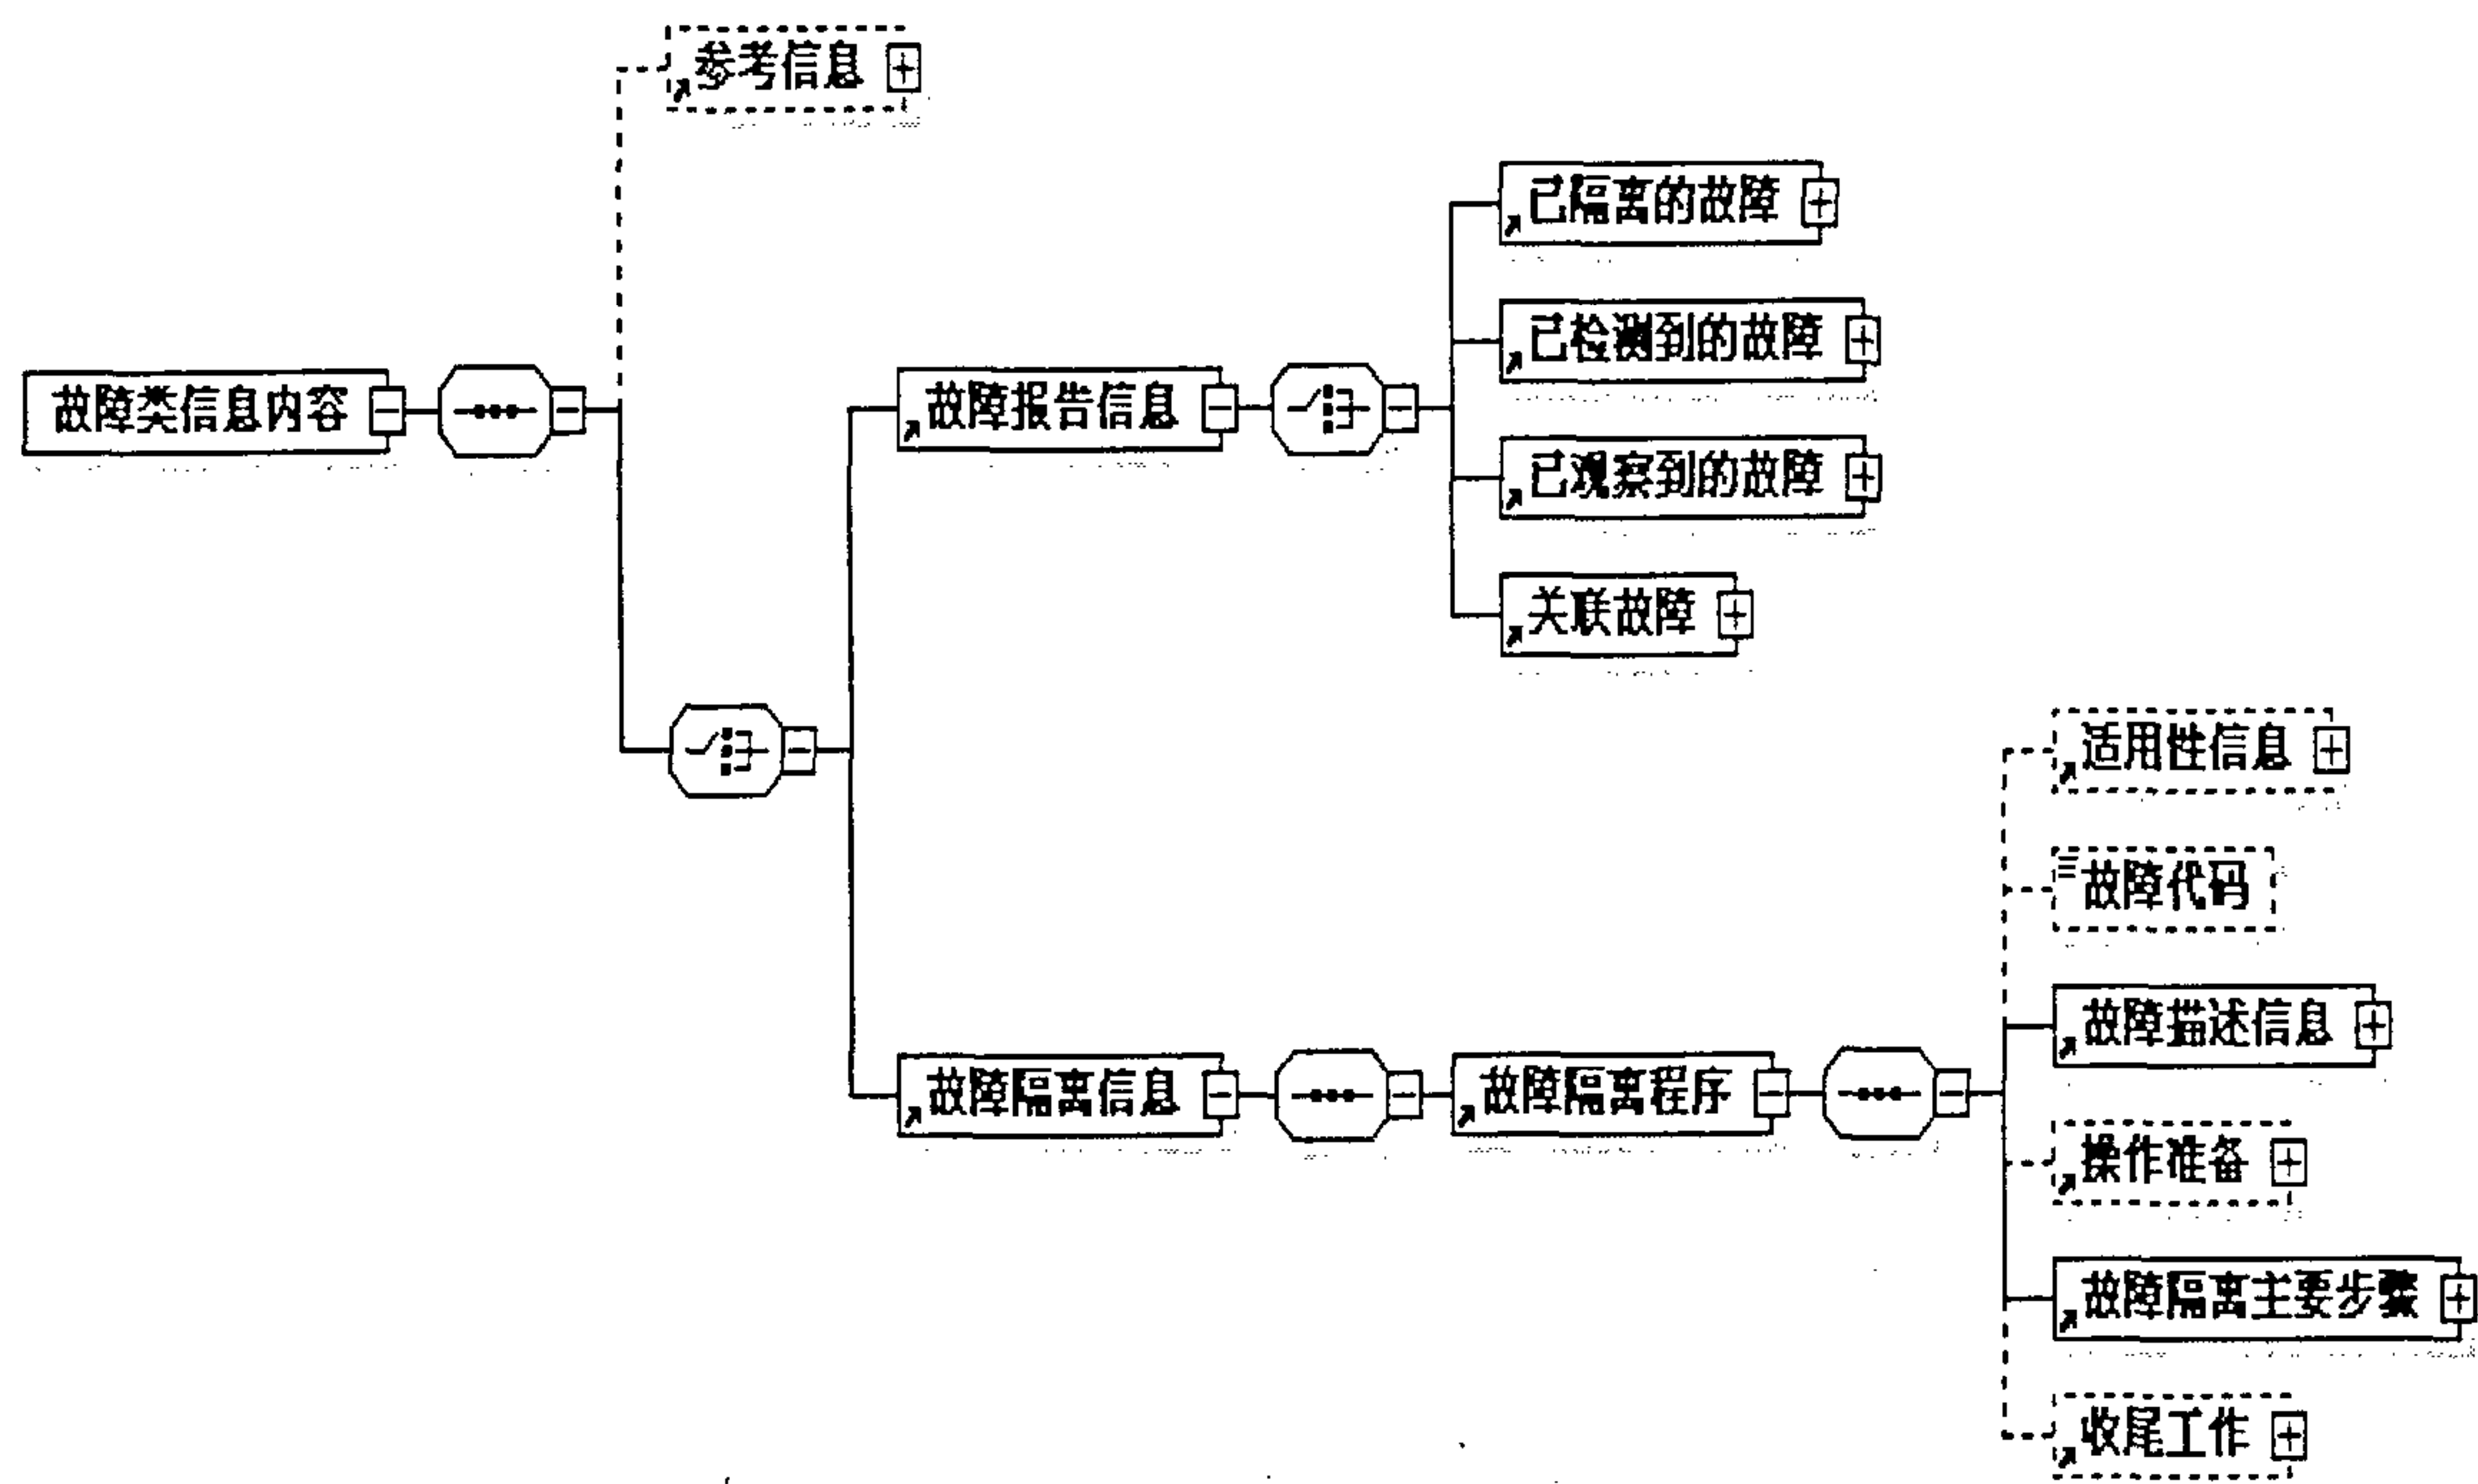 参考信息
已隔离的故障
已检测到的故障
故障类信息内容
故障报告信息
已观察到的故障
关联故障
适用性信息
故障代码
故障描述信息
故障隔离信息
故障隔离程序
操作准备
故障隔离主要步骤
收尾工作